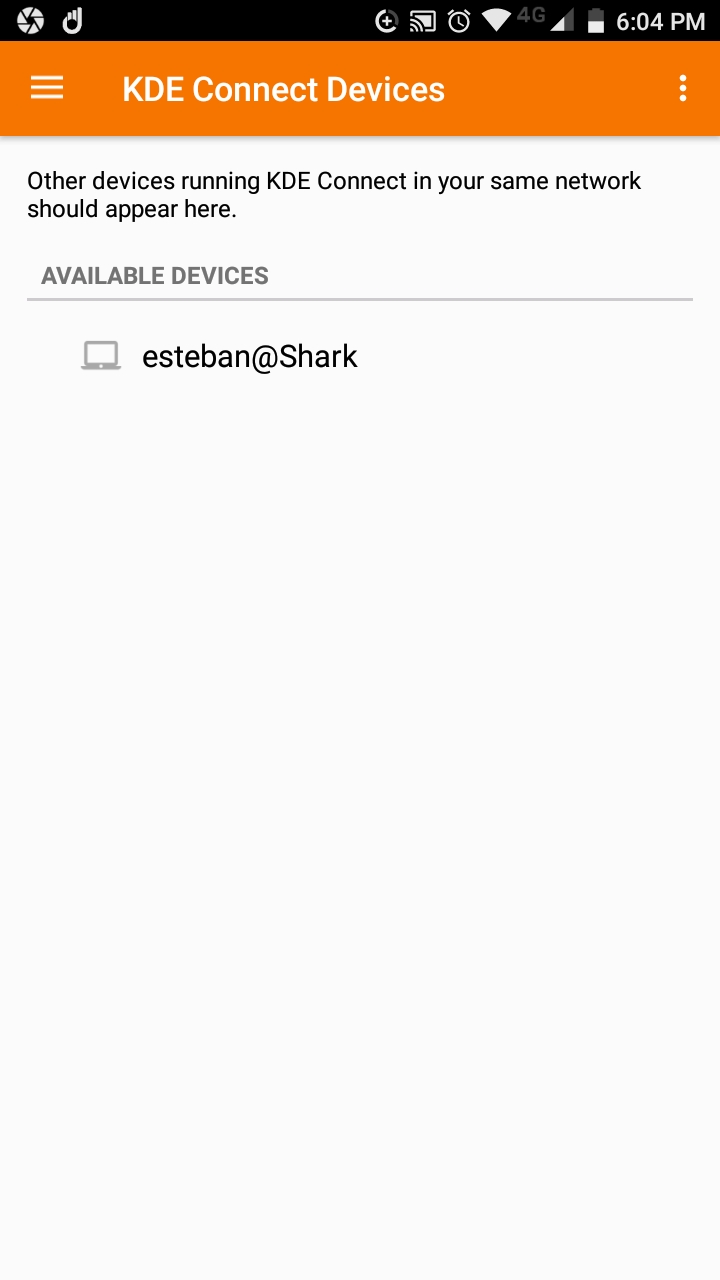 4G 6:04 PM
KDE Connect Devices
Other devices running KDE Connect in your same network
should appear here.
AVAILABLE DEVICES
esteban@Shark